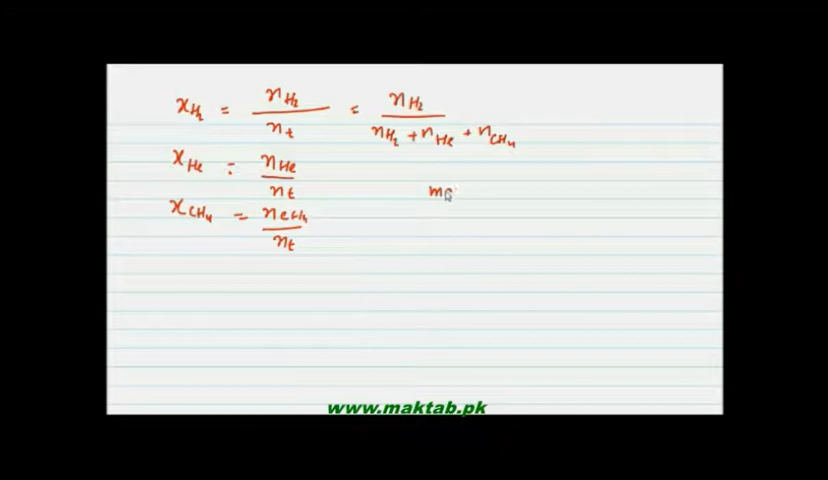 x_H₂ = n_H₂ / n_t = n_H₂ / n_H₂ + n_He + n_CH₄
x_He = n_He / n_t
x_CH₄ = n_CH₄ / n_t
www.maktab.pk